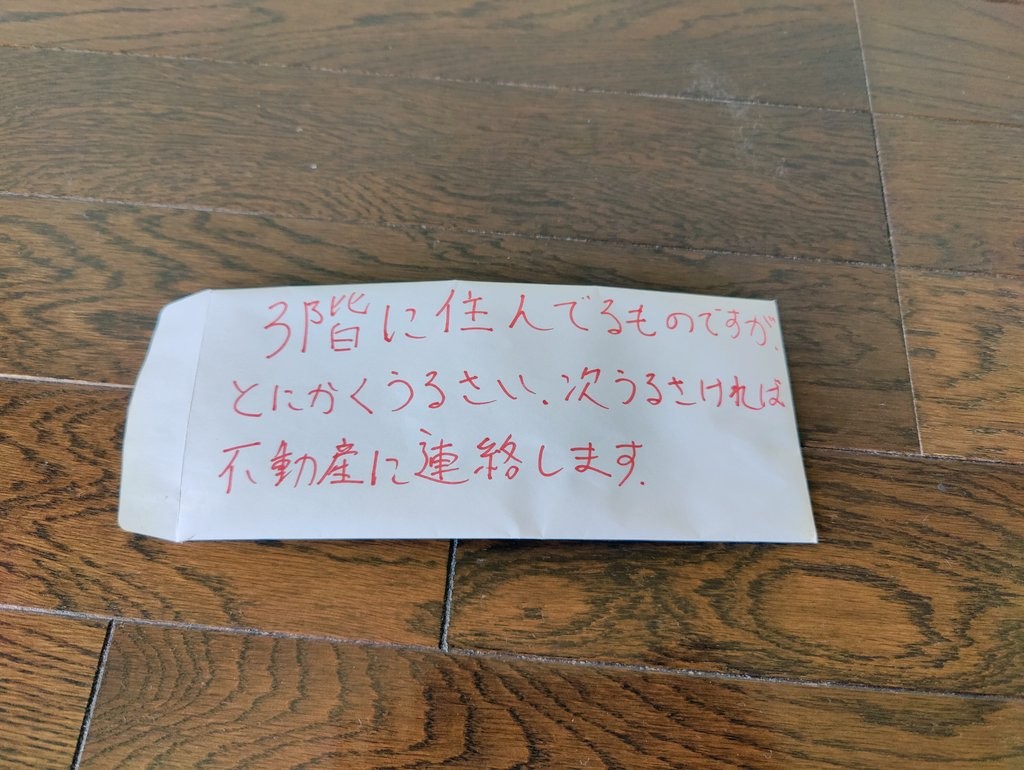 3階に住んでるものですが、
とにかくうるさい、次うるさければ
不動産に連絡します。